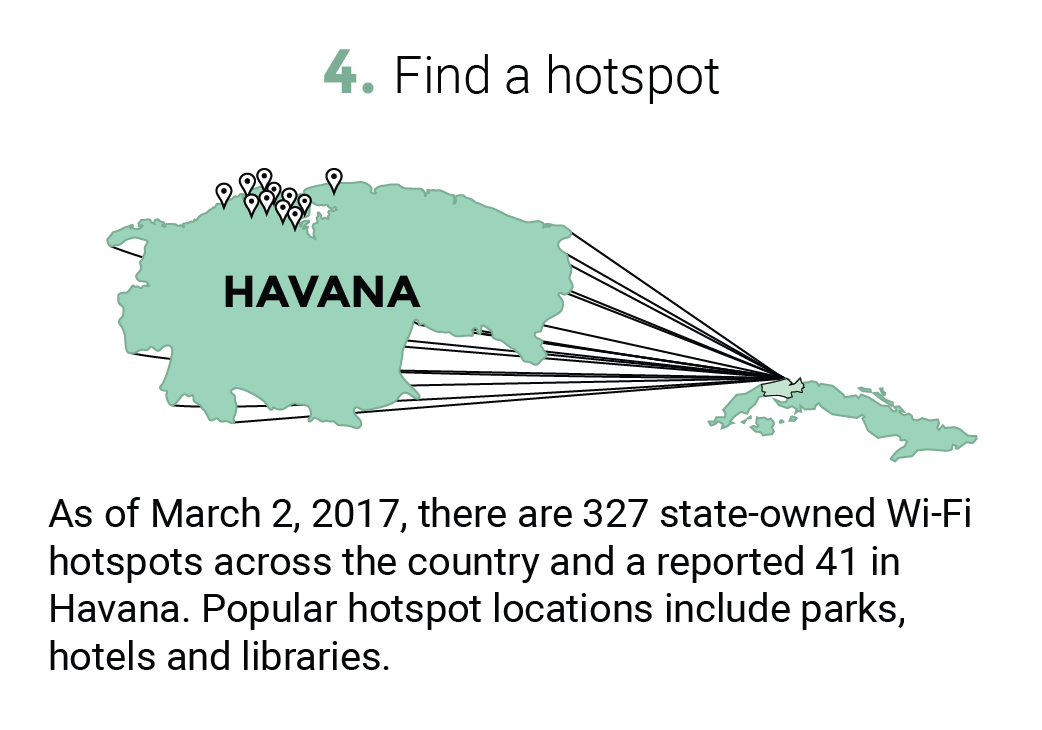 4. Find a hotspot
HAVANA
As of March 2, 2017, there are 327 state-owned Wi-Fi
hotspots across the country and a reported 41 in
Havana. Popular hotspot locations include parks,
hotels and libraries.